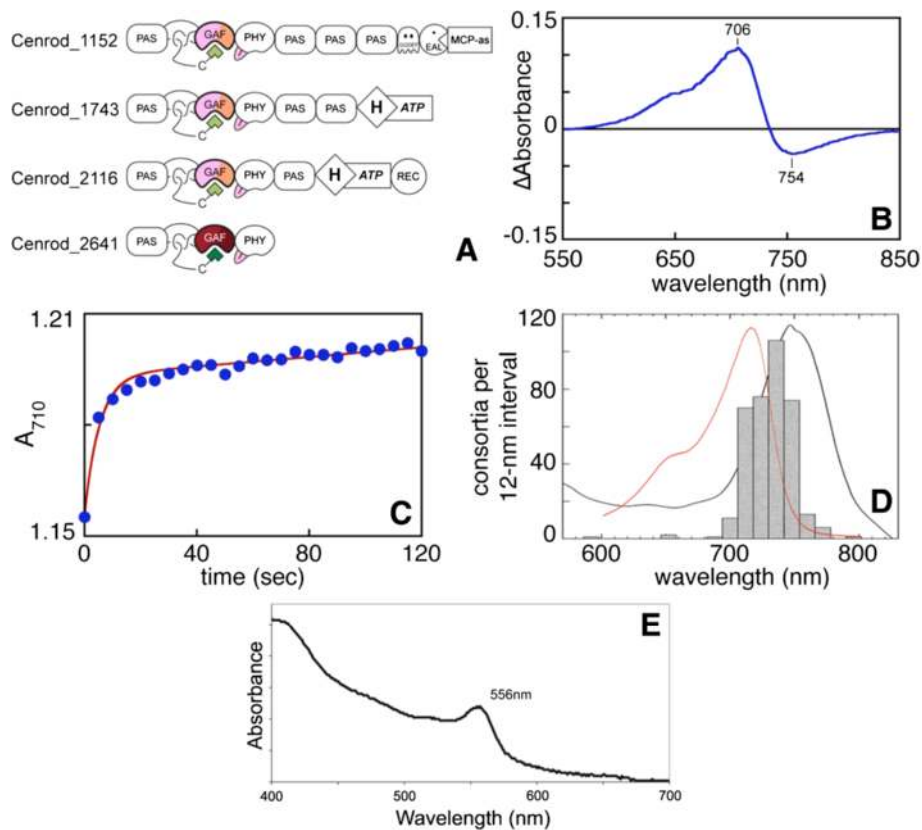 Cenrod_1152 PAS GAF PHY PAS PAS PAS EAL MCP-as
C
Cenrod_1743 PAS GAF PHY PAS PAS H ATP
C
Cenrod_2116 PAS GAF PHY PAS H ATP REC
C
Cenrod_2641 PAS GAF PHY
C
A
0.15
706
ΔAbsorbance
0
754
-0.15
B
550 650 750 850
wavelength (nm)
1.21
A710
1.15
C
0 40 80 120
time (sec)
120
80
40
0
consortia per
12-nm interval
D
600 700 800
wavelength (nm)
E
Absorbance
556nm
400 500 600 700
Wavelength (nm)